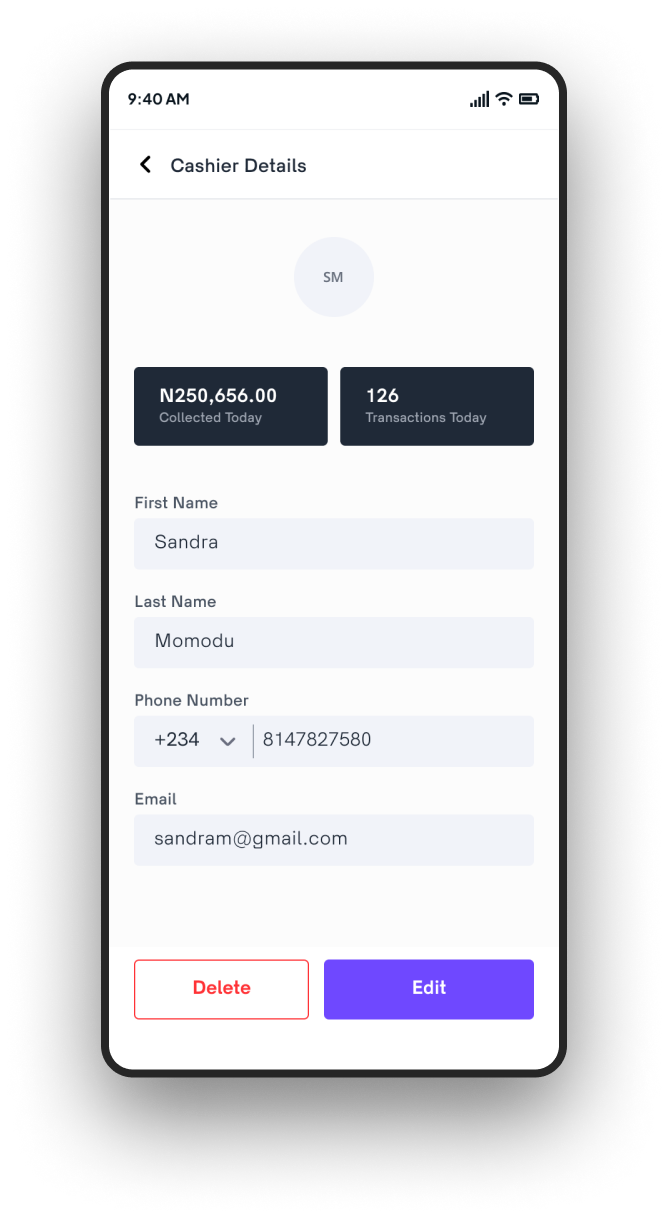 9:40 AM
Cashier Details
SM
N250,656.00
Collected Today
126
Transactions Today
First Name
Sandra
Last Name
Momodu
Phone Number
+234 8147827580
Email
sandram@gmail.com
Delete
Edit